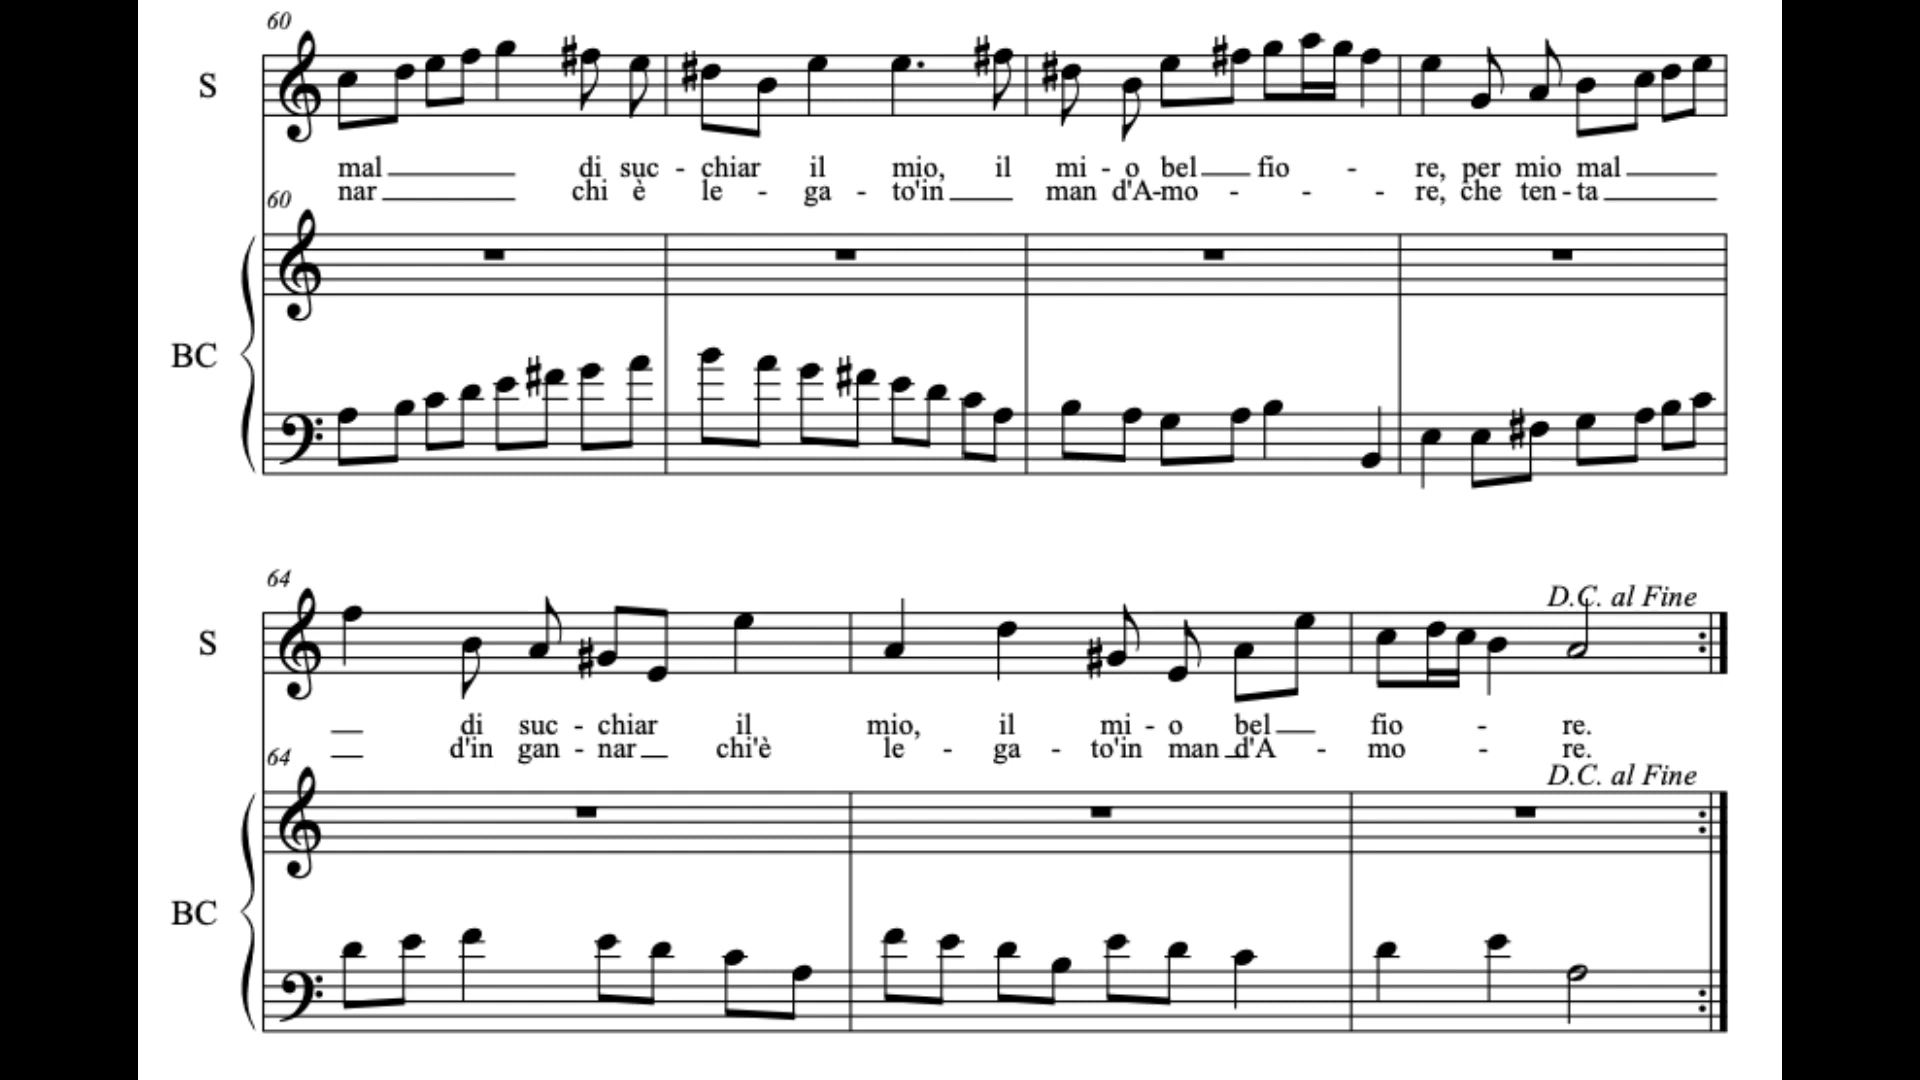 60
S
mal di suc - chiar il mio, il mi - o bel fio - re, per mio mal
nar chi è le - ga - to'in man d'A-mo - - - re, che ten - ta
60
BC
64
D.C. al Fine
S
di suc - chiar il mio, il mi - o bel fio - re.
d'in gan - nar chi'è le - ga - to'in man d'A - mo - re.
64
D.C. al Fine
BC